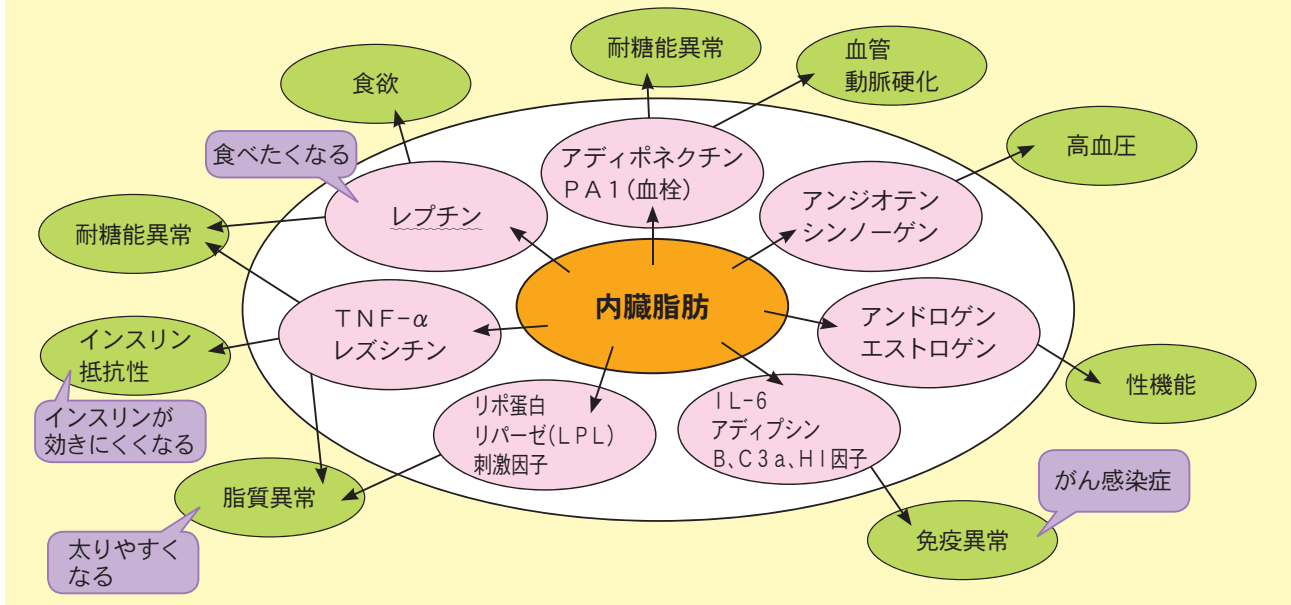 耐糖能異常
血管
動脈硬化
食欲
高血圧
食べたくなる
アディポネクチン
ＰＡ１(血栓)
アンジオテン
シンノーゲン
レプチン
耐糖能異常
内臓脂肪
ＴＮＦ-α
レズシチン
アンドロゲン
エストロゲン
インスリン
抵抗性
性機能
インスリンが
効きにくくなる
リポ蛋白
リパーゼ(ＬＰＬ)
刺激因子
ＩＬ-6
アディプシン
Ｂ、Ｃ３ａ、ＨＩ因子
がん感染症
脂質異常
免疫異常
太りやすく
なる